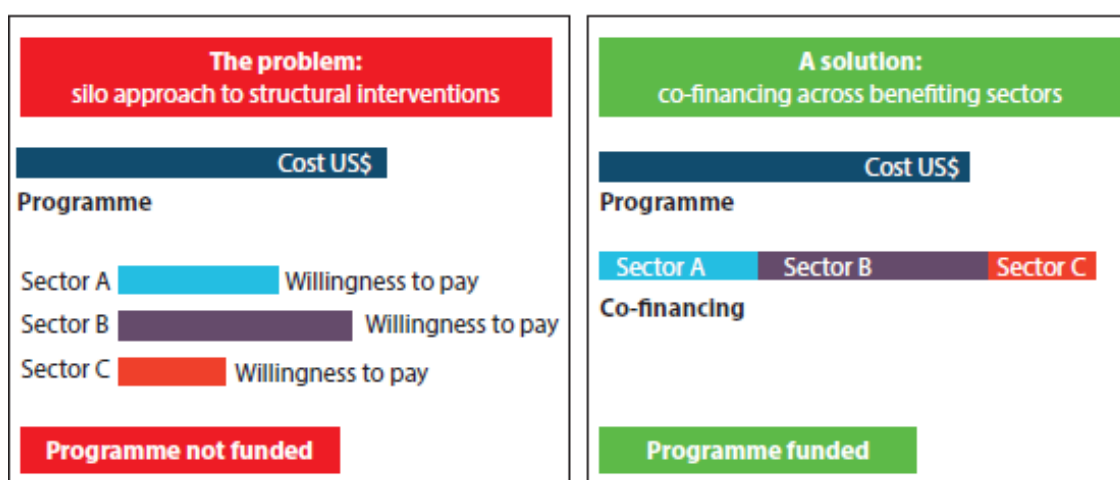 The problem:
silo approach to structural interventions
Cost US$
Programme
Sector A
Willingness to pay
Sector B
Willingness to pay
Sector C
Willingness to pay
Programme not funded
A solution:
co-financing across benefiting sectors
Cost US$
Programme
Sector A
Sector B
Sector C
Co-financing
Programme funded